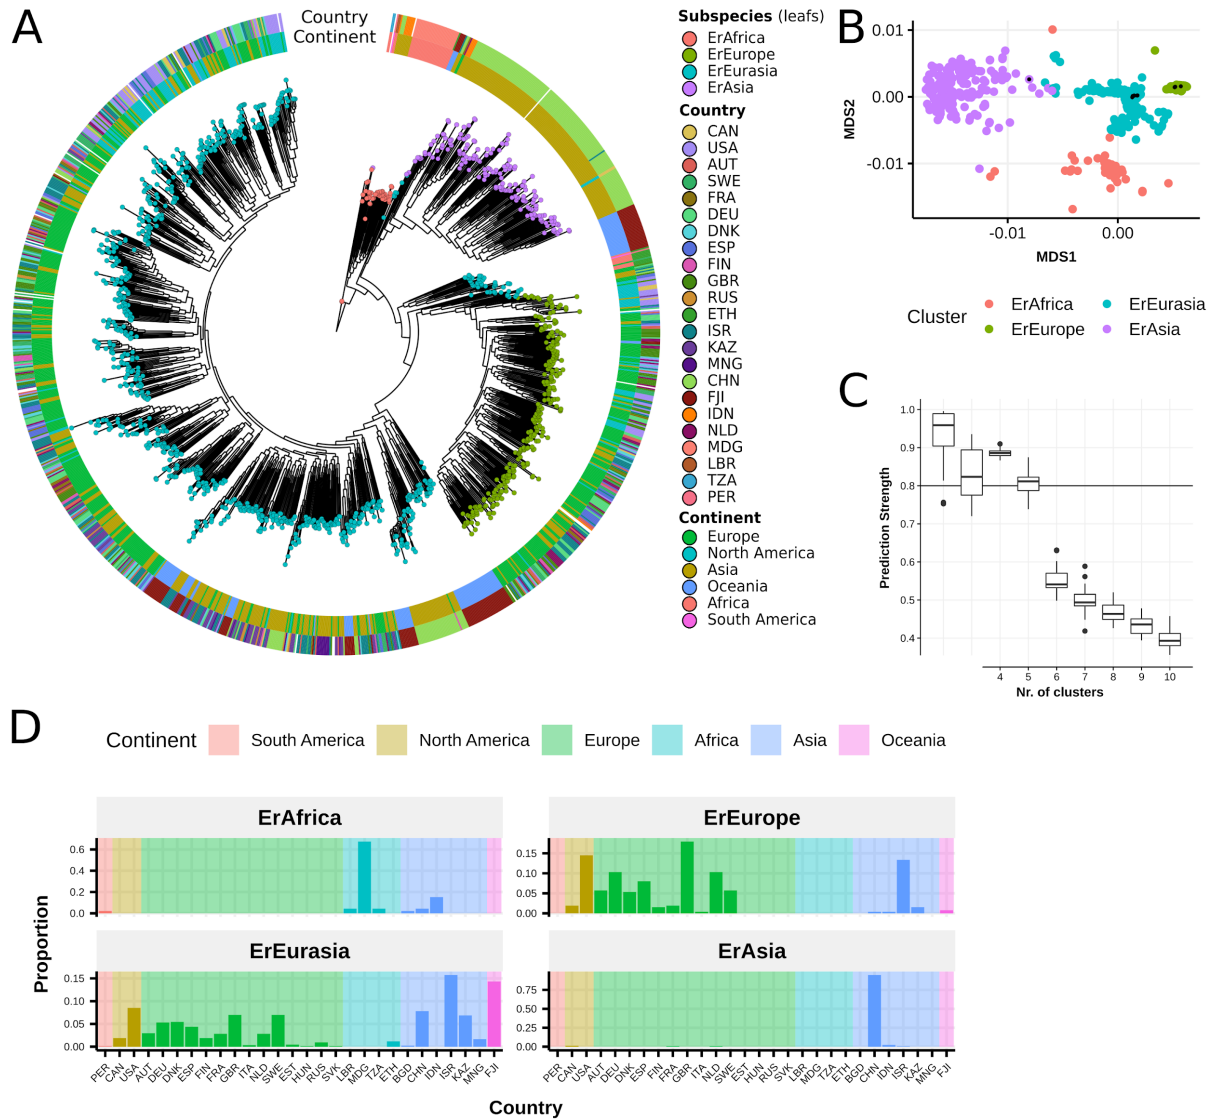 A
Country
Continent
Subspecies (leafs)
ErAfrica
ErEurope
ErEurasia
ErAsia
Country
CAN
USA
AUT
SWE
FRA
DEU
DNK
ESP
FIN
GBR
RUS
ETH
ISR
KAZ
MNG
CHN
FJI
IDN
NLD
MDG
LBR
TZA
PER
Continent
Europe
North America
Asia
Oceania
Africa
South America
B
MDS2
0.01
0.00
-0.01
-0.01 0.00
MDS1
Cluster
ErAfrica ErEurasia
ErEurope ErAsia
C
Prediction Strength
1.0
0.9
0.8
0.7
0.6
0.5
0.4
4 5 6 7 8 9 10
Nr. of clusters
D
Continent South America North America Europe Africa Asia Oceania
Proportion
ErAfrica
0.6
0.4
0.2
0.0
ErEurope
0.15
0.10
0.05
0.00
ErEurasia
0.15
0.10
0.05
0.00
ErAsia
0.75
0.50
0.25
0.00
PER CAN USA AUT DEU DNK ESP FIN FRA GBR ITA NLD SWE EST HUN RUS SVK LBR MDG TZA ETH BGD CHN IDN ISR KAZ MNG FJI
PER CAN USA AUT DEU DNK ESP FIN FRA GBR ITA NLD SWE EST HUN RUS SVK LBR MDG TZA ETH BGD CHN IDN ISR KAZ MNG FJI
Country